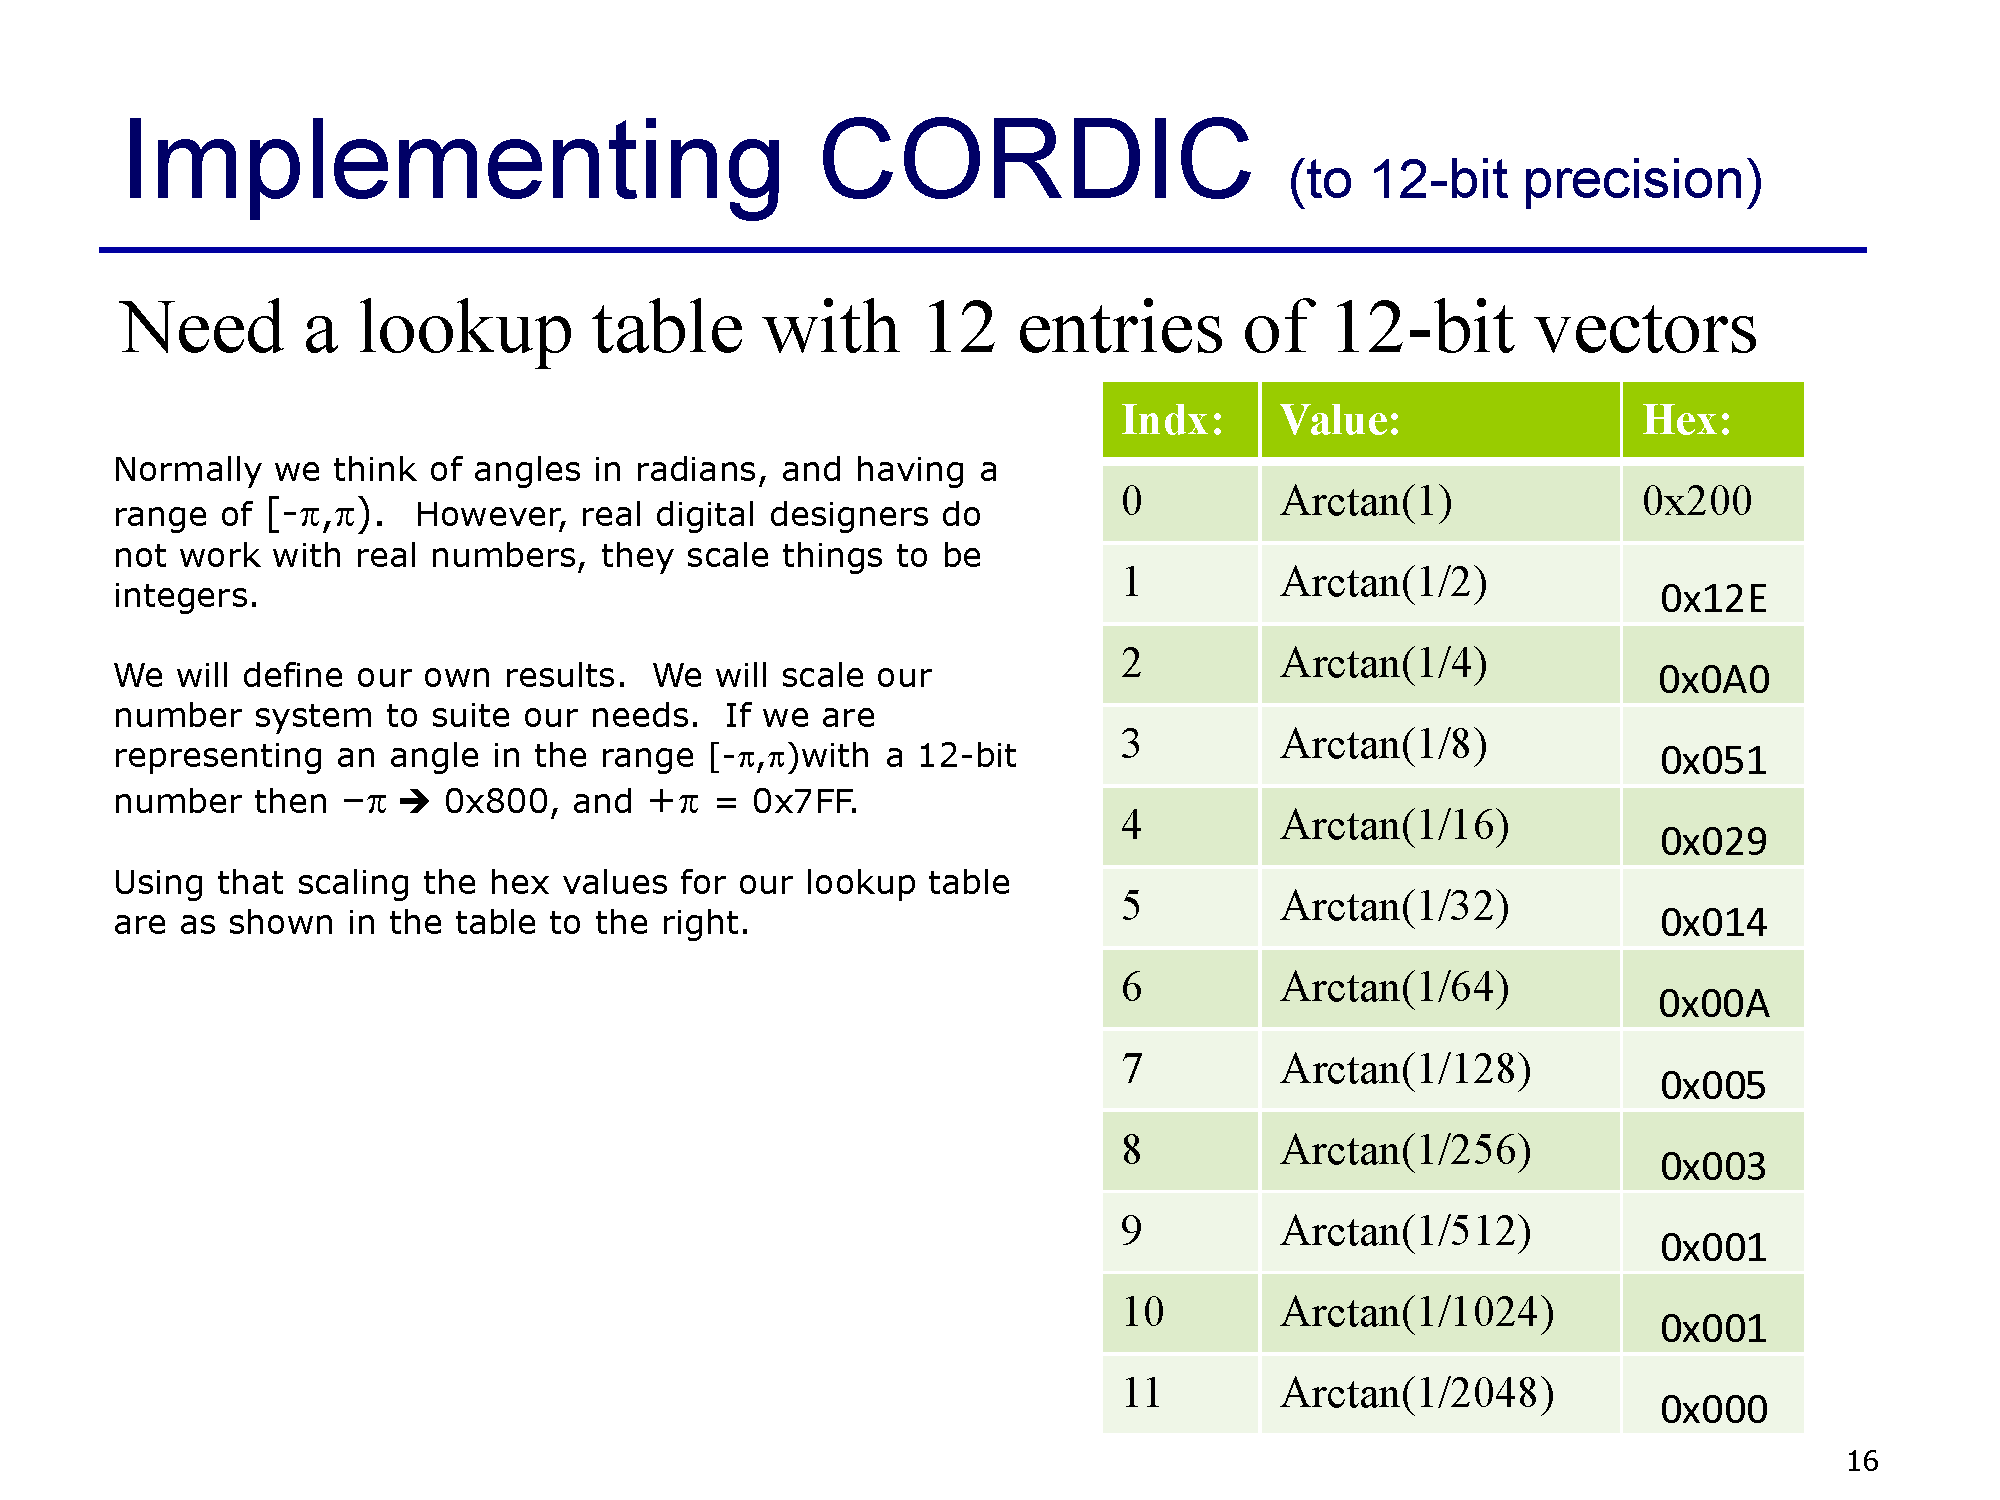 Implementing CORDIC (to 12-bit precision)
Need a lookup table with 12 entries of 12-bit vectors
Normally we think of angles in radians, and having a
range of [-π,π). However, real digital designers do
not work with real numbers, they scale things to be
integers.
We will define our own results. We will scale our
number system to suite our needs. If we are
representing an angle in the range [-π,π)with a 12-bit
number then −π ➔ 0x800, and +π = 0x7FF.
Using that scaling the hex values for our lookup table
are as shown in the table to the right.
Indx: Value: Hex:
0 Arctan(1) 0x200
1 Arctan(1/2) 0x12E
2 Arctan(1/4) 0x0A0
3 Arctan(1/8) 0x051
4 Arctan(1/16) 0x029
5 Arctan(1/32) 0x014
6 Arctan(1/64) 0x00A
7 Arctan(1/128) 0x005
8 Arctan(1/256) 0x003
9 Arctan(1/512) 0x001
10 Arctan(1/1024) 0x001
11 Arctan(1/2048) 0x000
16